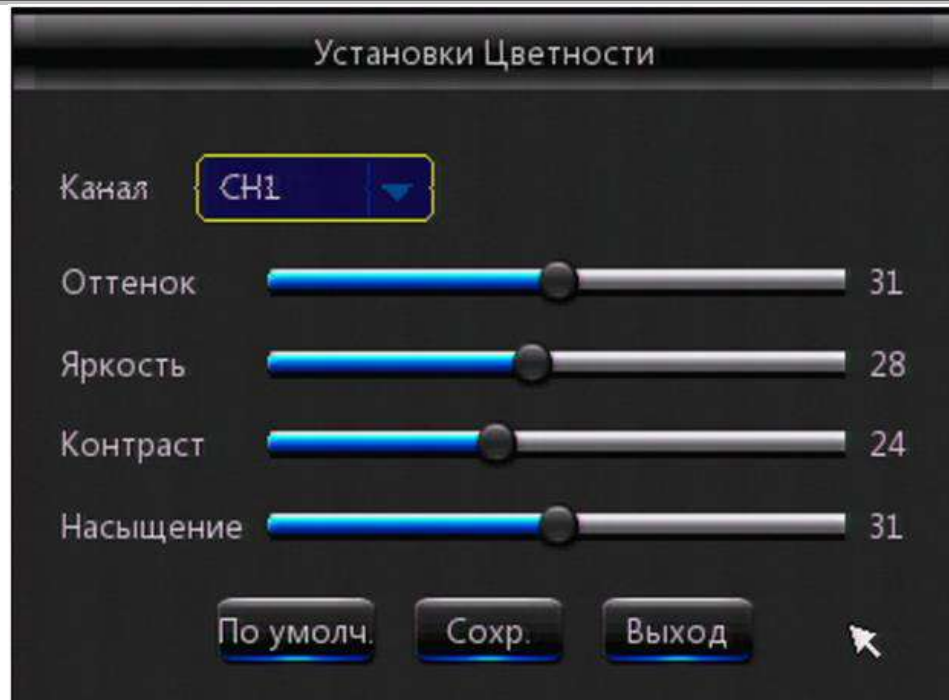 Установки Цветности
Канал CH1
Оттенок 31
Яркость 28
Контраст 24
Насыщение 31
По умолч. Сохр. Выход